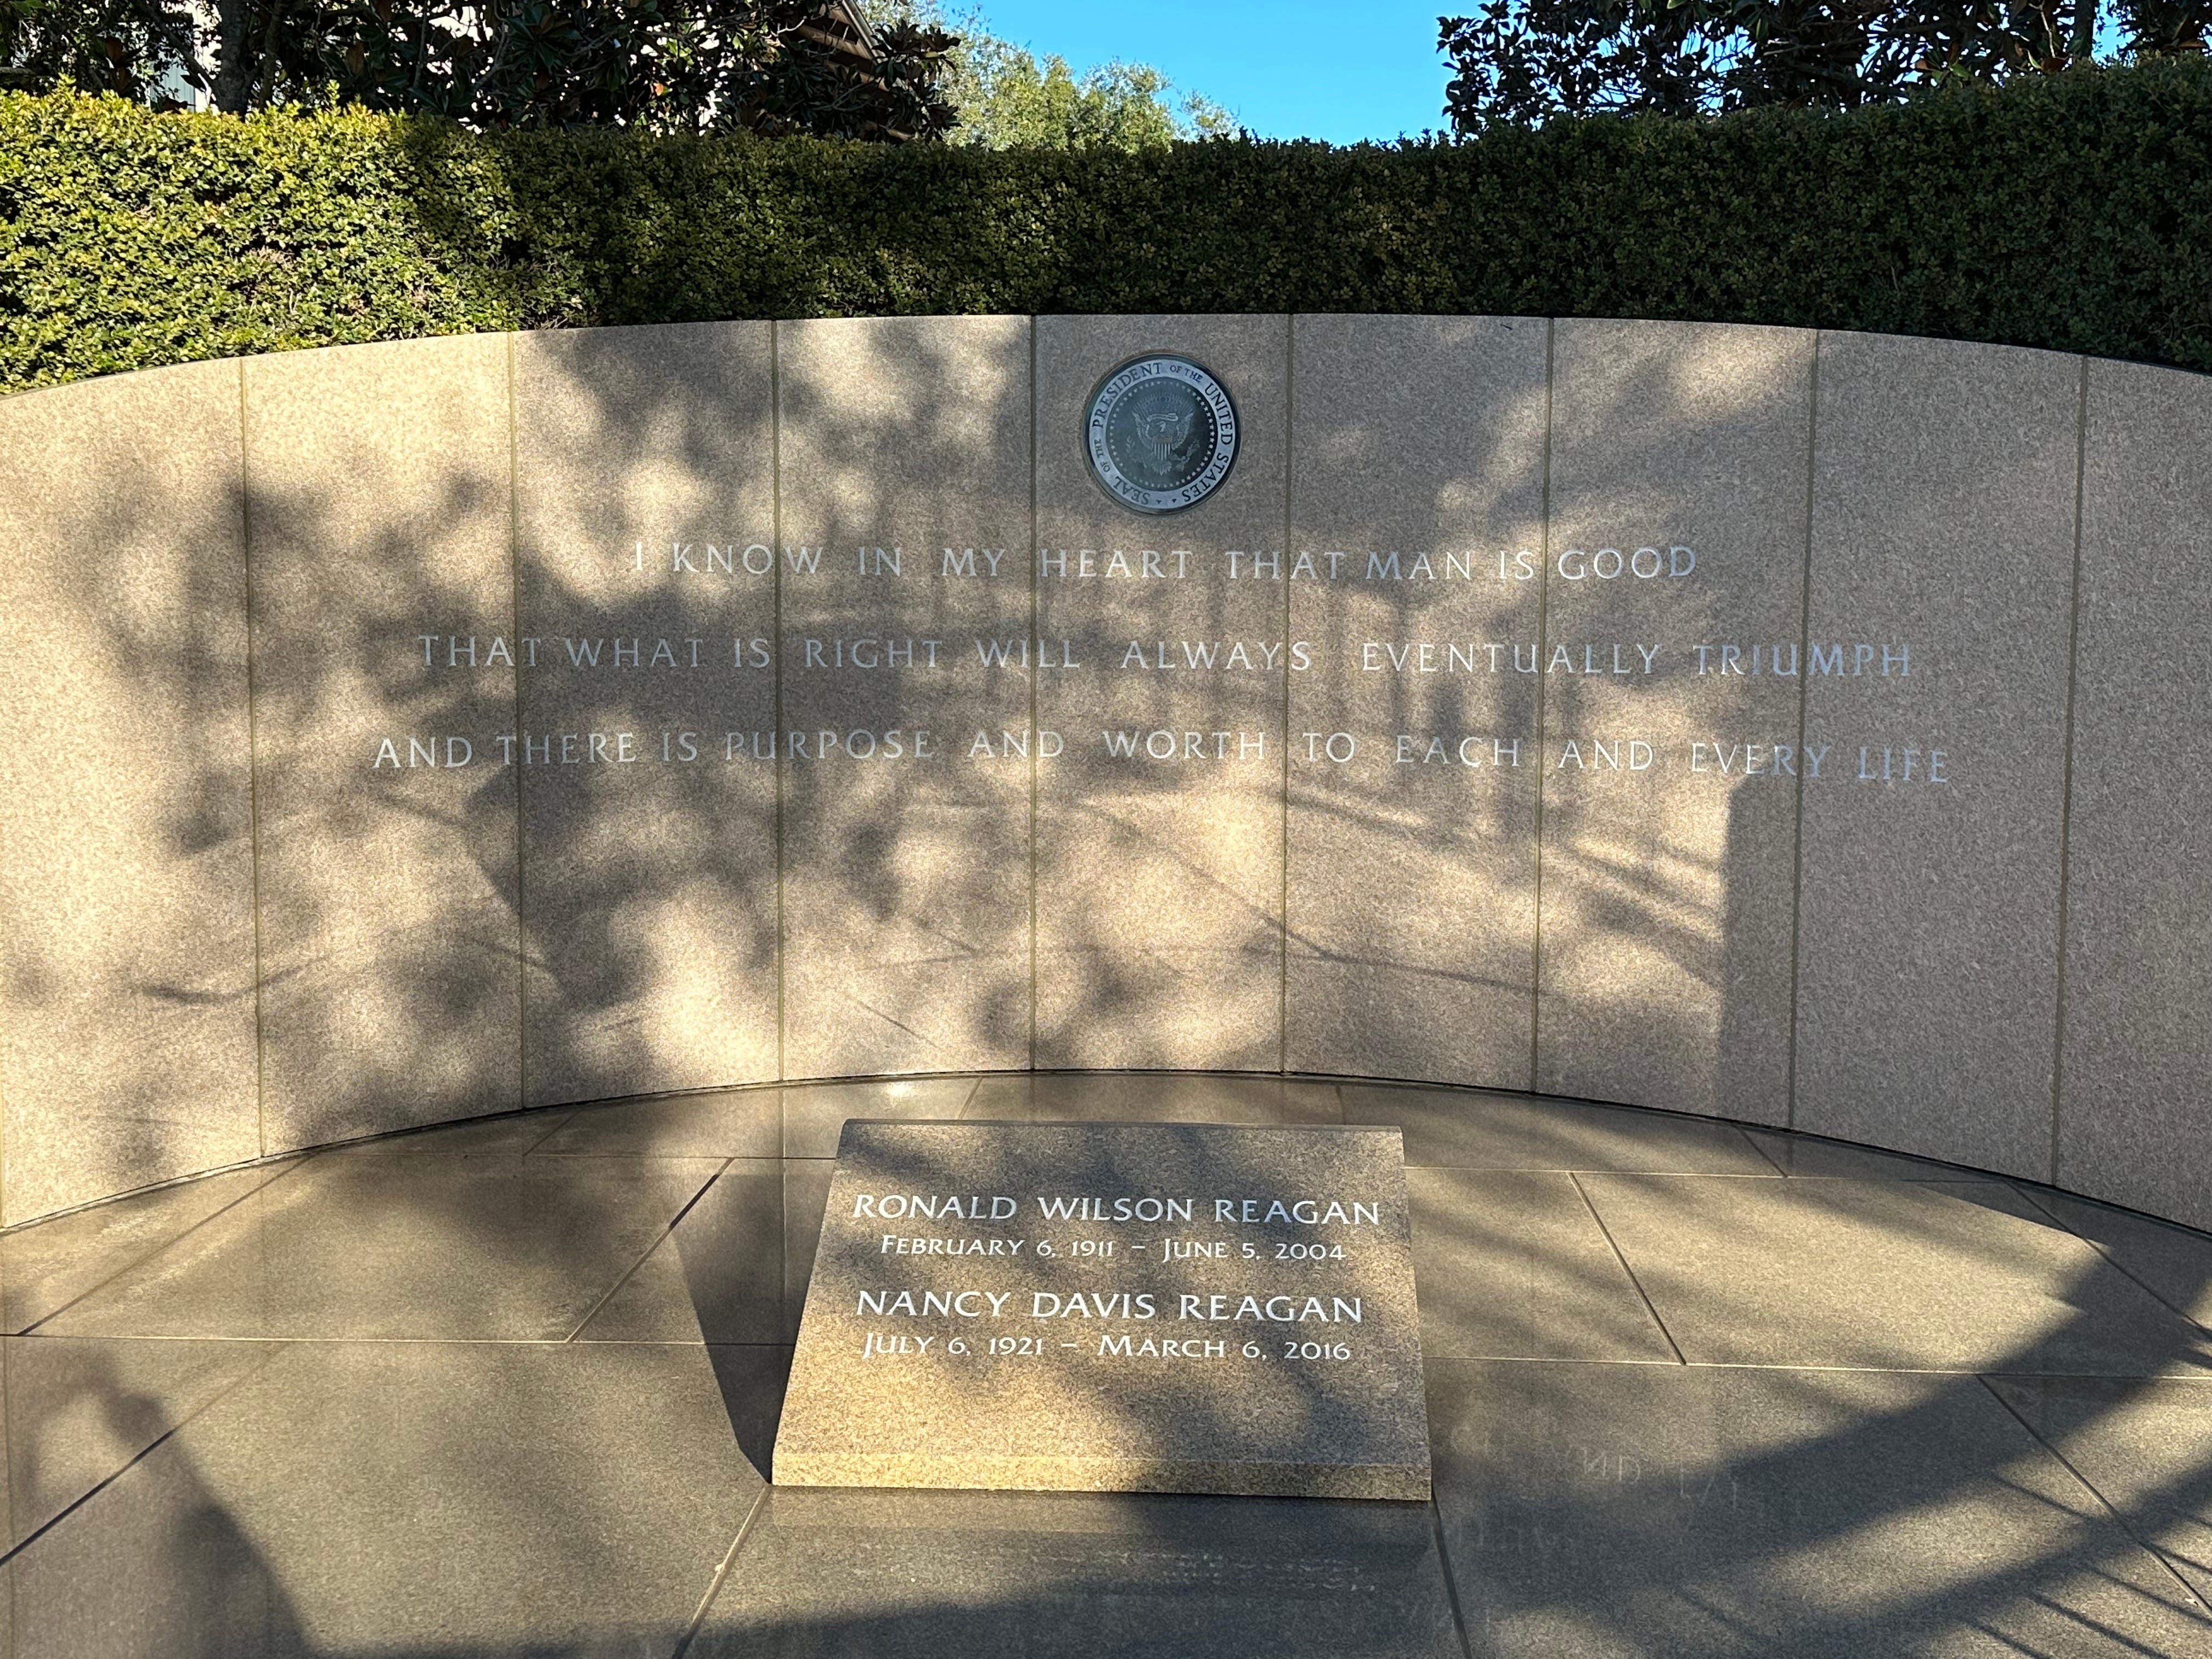 SEAL OF THE PRESIDENT OF THE UNITED STATES
I KNOW IN MY HEART THAT MAN IS GOOD
THAT WHAT IS RIGHT WILL ALWAYS EVENTUALLY TRIUMPH
AND THERE IS PURPOSE AND WORTH TO EACH AND EVERY LIFE
RONALD WILSON REAGAN
FEBRUARY 6, 1911 – JUNE 5, 2004
NANCY DAVIS REAGAN
JULY 6, 1921 – MARCH 6, 2016